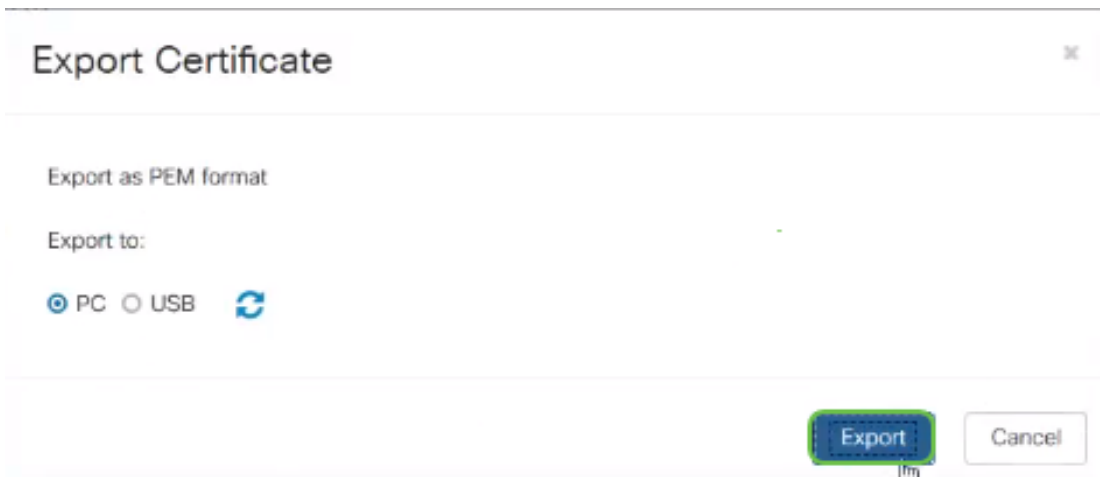 Export Certificate
Export as PEM format
Export to:
PC USB
Export Cancel